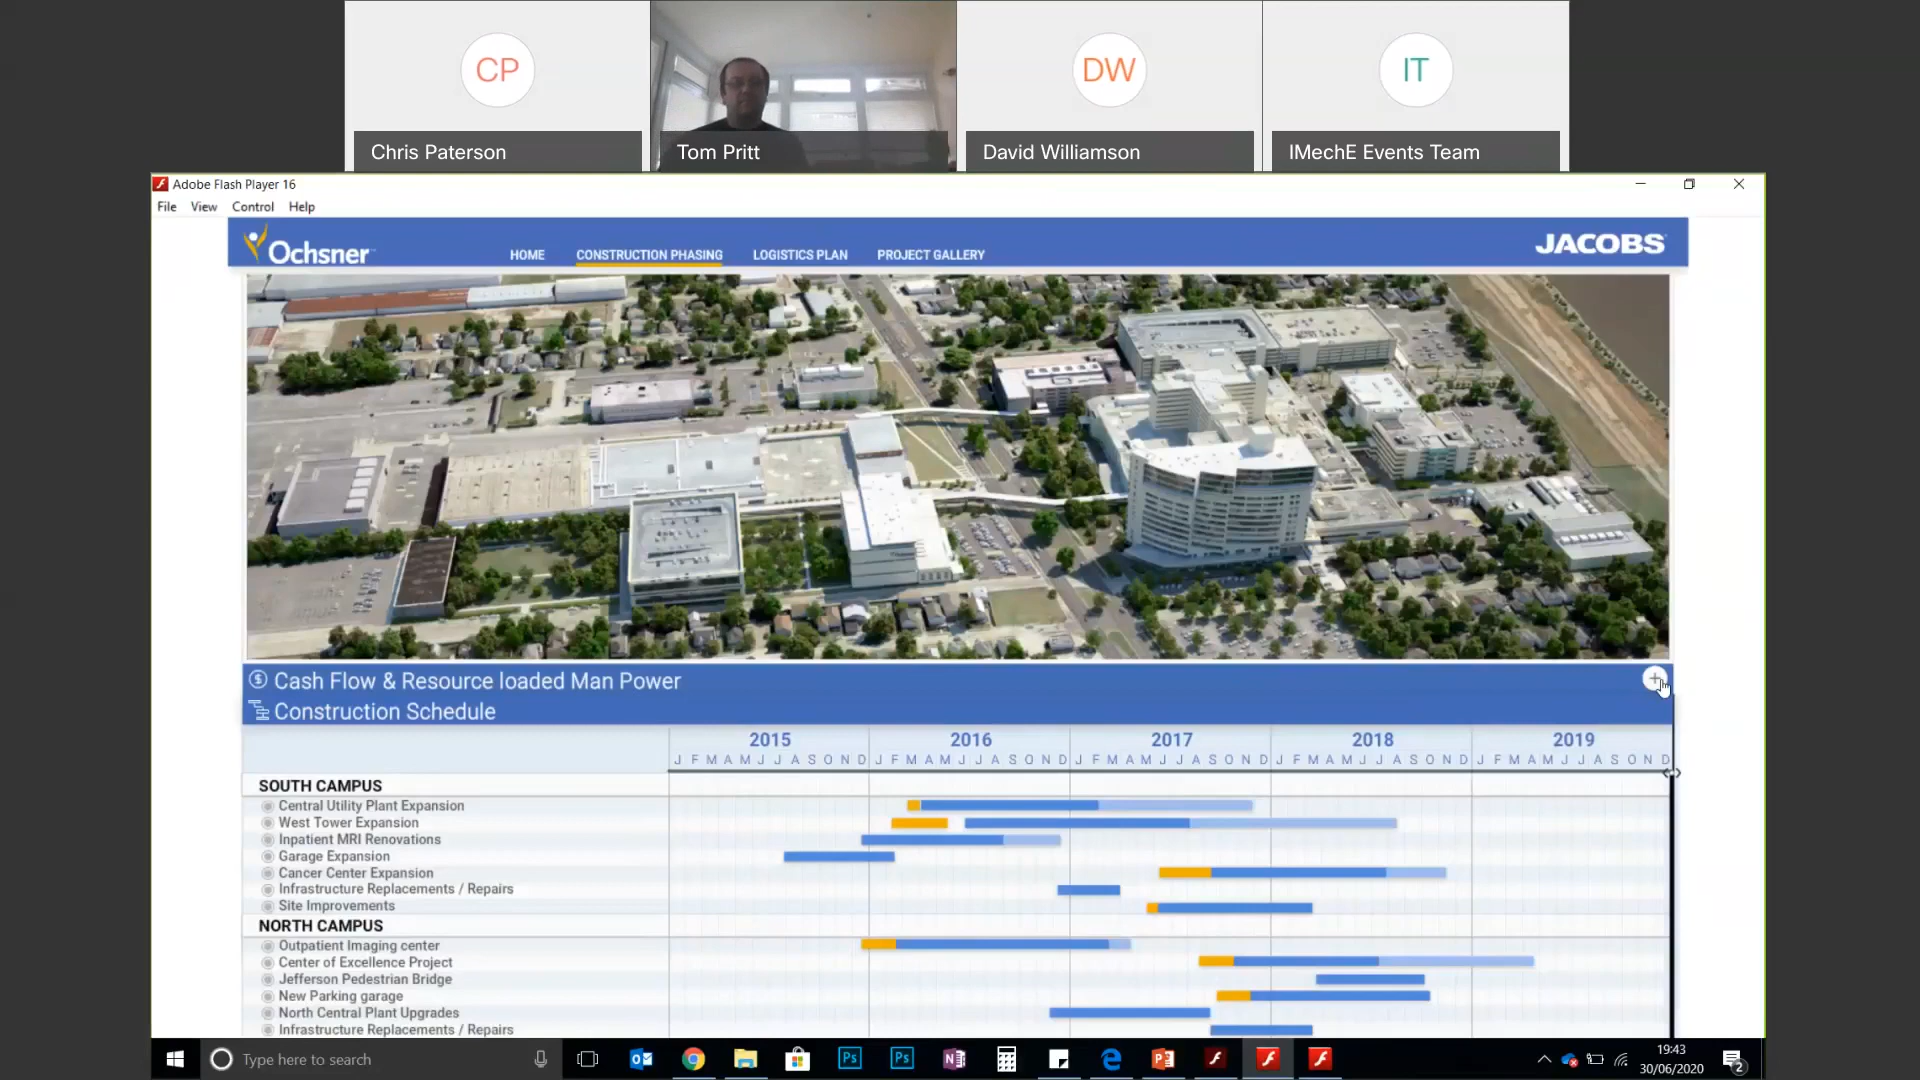 CP
DW
IT
Chris Paterson
Tom Pritt
David Williamson
IMechE Events Team
Adobe Flash Player 16
File View Control Help
Ochsner
HOME CONSTRUCTION PHASING LOGISTICS PLAN PROJECT GALLERY
JACOBS
Cash Flow & Resource loaded Man Power
Construction Schedule
2015 2016 2017 2018 2019
J F M A M J J A S O N D J F M A M J J A S O N D J F M A M J J A S O N D J F M A M J J A S O N D J F M A M J J A S O N D
SOUTH CAMPUS
Central Utility Plant Expansion
West Tower Expansion
Inpatient MRI Renovations
Garage Expansion
Cancer Center Expansion
Infrastructure Replacements / Repairs
Site Improvements
NORTH CAMPUS
Outpatient Imaging center
Center of Excellence Project
Jefferson Pedestrian Bridge
New Parking garage
North Central Plant Upgrades
Infrastructure Replacements / Repairs
Type here to search
19:43
30/06/2020
2